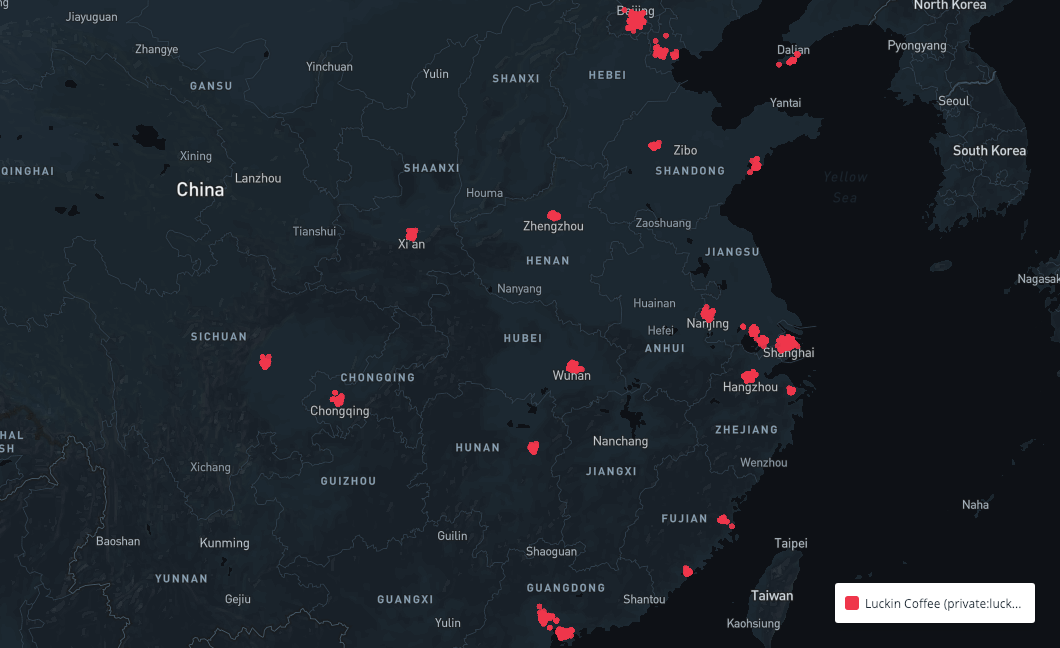 ng
Beijing
North Korea
Jiayuguan
Zhangye
Dalian
Pyongyang
Yinchuan
Yulin
SHANXI
HEBEI
GANSU
Yantai
Seoul
Xining
Zibo
South Korea
QINGHAI
SHAANXI
SHANDONG
Lanzhou
China
Yellow
Sea
Houma
Zhengzhou
Zaoshuang
Tianshui
Xi'an
JIANGSU
HENAN
Nagasak
Nanyang
Huainan
Nanjing
SICHUAN
HUBEI
Hefei
ANHUI
Shanghai
CHONGQING
Wuhan
Hangzhou
Chongqing
HAL
SH
ZHEJIANG
Nanchang
HUNAN
Xichang
JIANGXI
Wenzhou
GUIZHOU
Naha
FUJIAN
Baoshan
Kunming
Guilin
Shaoguan
Taipei
YUNNAN
GUANGDONG
Gejiu
GUANGXI
Shantou
Taiwan
Luckin Coffee (private:luck...
Yulin
Kaohsiung